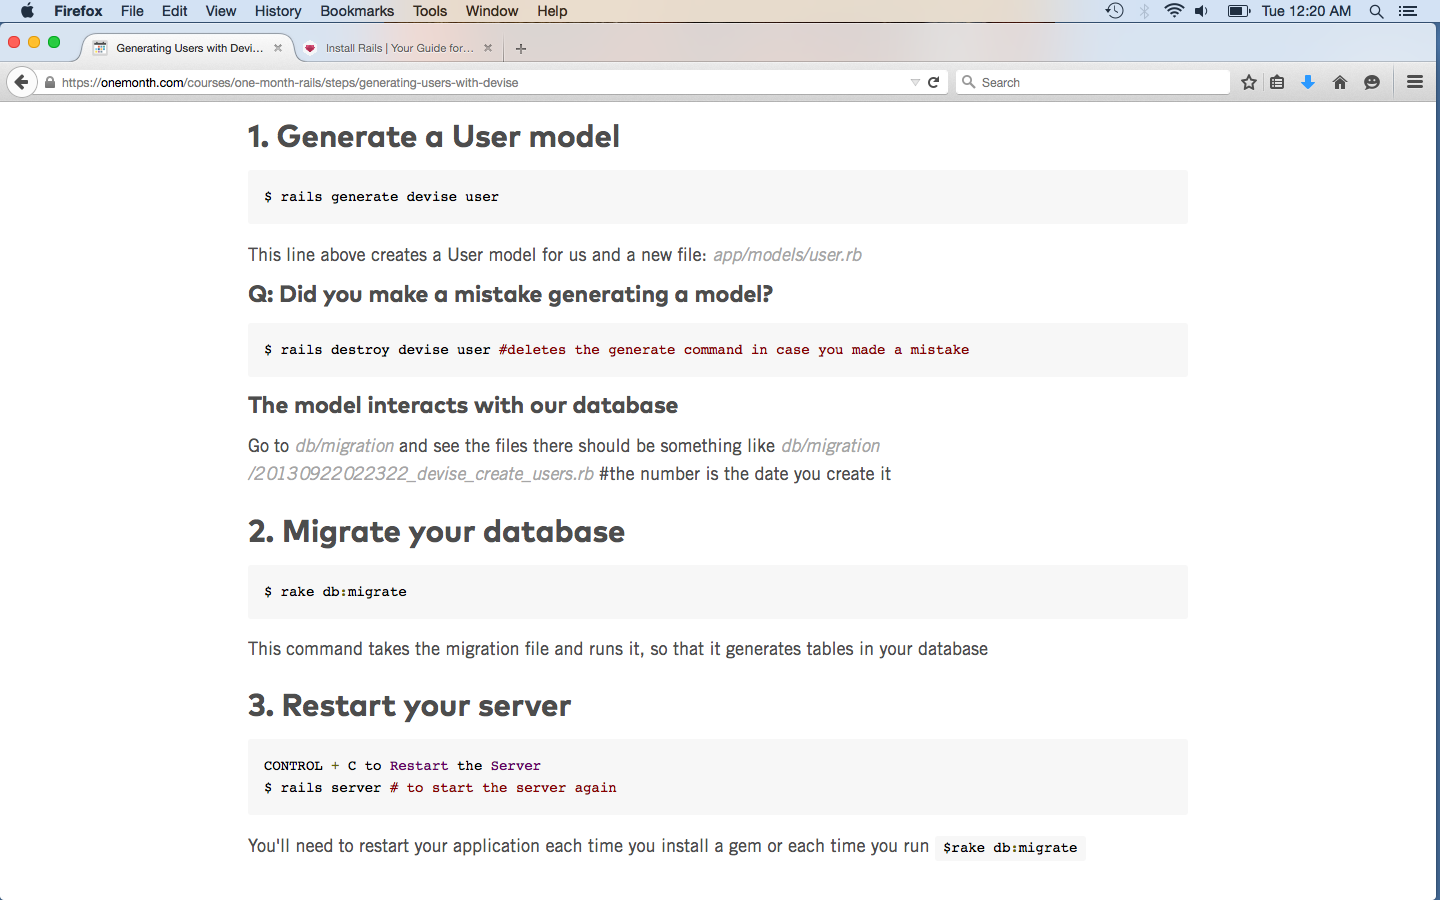 Firefox File Edit View History Bookmarks Tools Window Help Tue 12:20 AM
Generating Users with Devi... Install Rails | Your Guide for...
https://onemonth.com/courses/one-month-rails/steps/generating-users-with-devise Search
1. Generate a User model
$ rails generate devise user
This line above creates a User model for us and a new file: app/models/user.rb
Q: Did you make a mistake generating a model?
$ rails destroy devise user #deletes the generate command in case you made a mistake
The model interacts with our database
Go to db/migration and see the files there should be something like db/migration
/20130922022322_devise_create_users.rb #the number is the date you create it
2. Migrate your database
$ rake db:migrate
This command takes the migration file and runs it, so that it generates tables in your database
3. Restart your server
CONTROL + C to Restart the Server
$ rails server # to start the server again
You'll need to restart your application each time you install a gem or each time you run $rake db:migrate